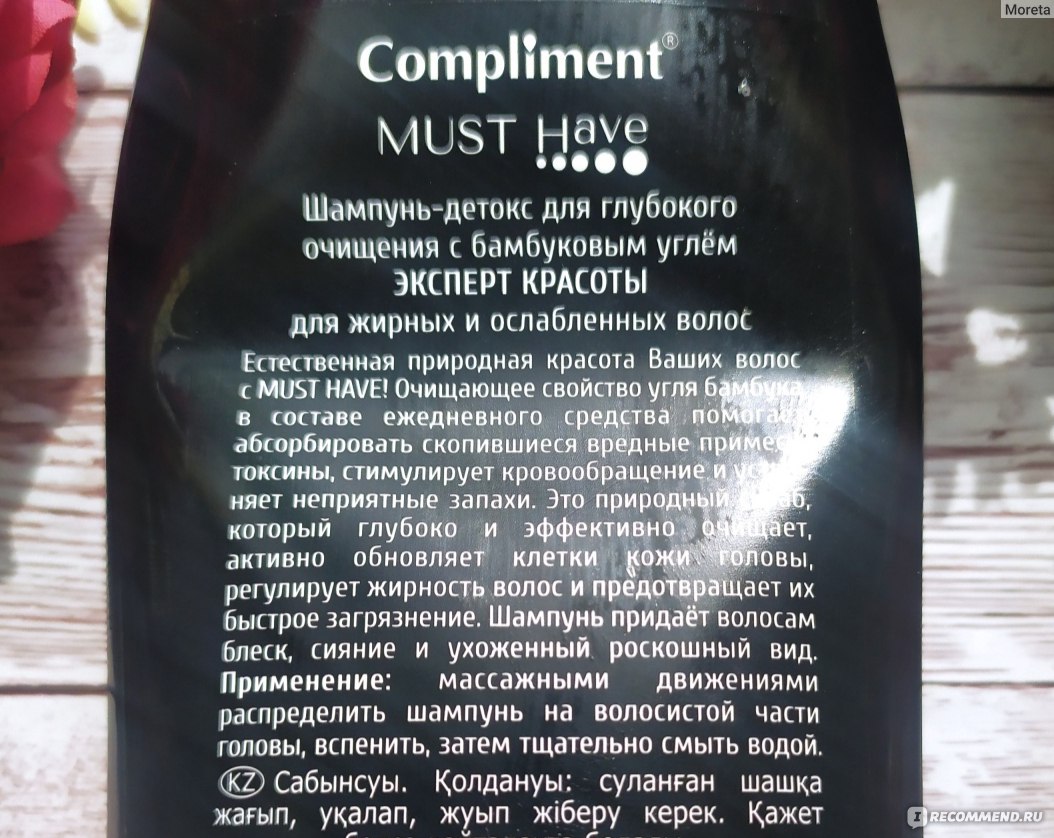 Moreta
Compliment®
MUST Have
Шампунь-детокс для глубокого
очищения с бамбуковым углём
ЭКСПЕРТ КРАСОТЫ
для жирных и ослабленных волос
Естественная природная красота Ваших волос
с MUST HAVE! Очищающее свойство угля бамбука
в составе ежедневного средства
абсорбировать скопившиеся вредные
токсины, стимулирует кровообращение и
няет неприятные запахи. Это природный
который глубоко и эффективно очищает,
активно обновляет клетки кожи головы,
регулирует жирность волос и предотвращает их
быстрое загрязнение. Шампунь придаёт волосам
блеск, сияние и ухоженный роскошный вид.
Применение: массажными движениями
распределить шампунь на волосистой части
головы, вспенить, затем тщательно смыть водой.
KZ Сабынсуы. Қолдануы: суланған шашқа
жағып, уқалап, жуып жіберу керек. Қажет
IRECOMMEND.RU